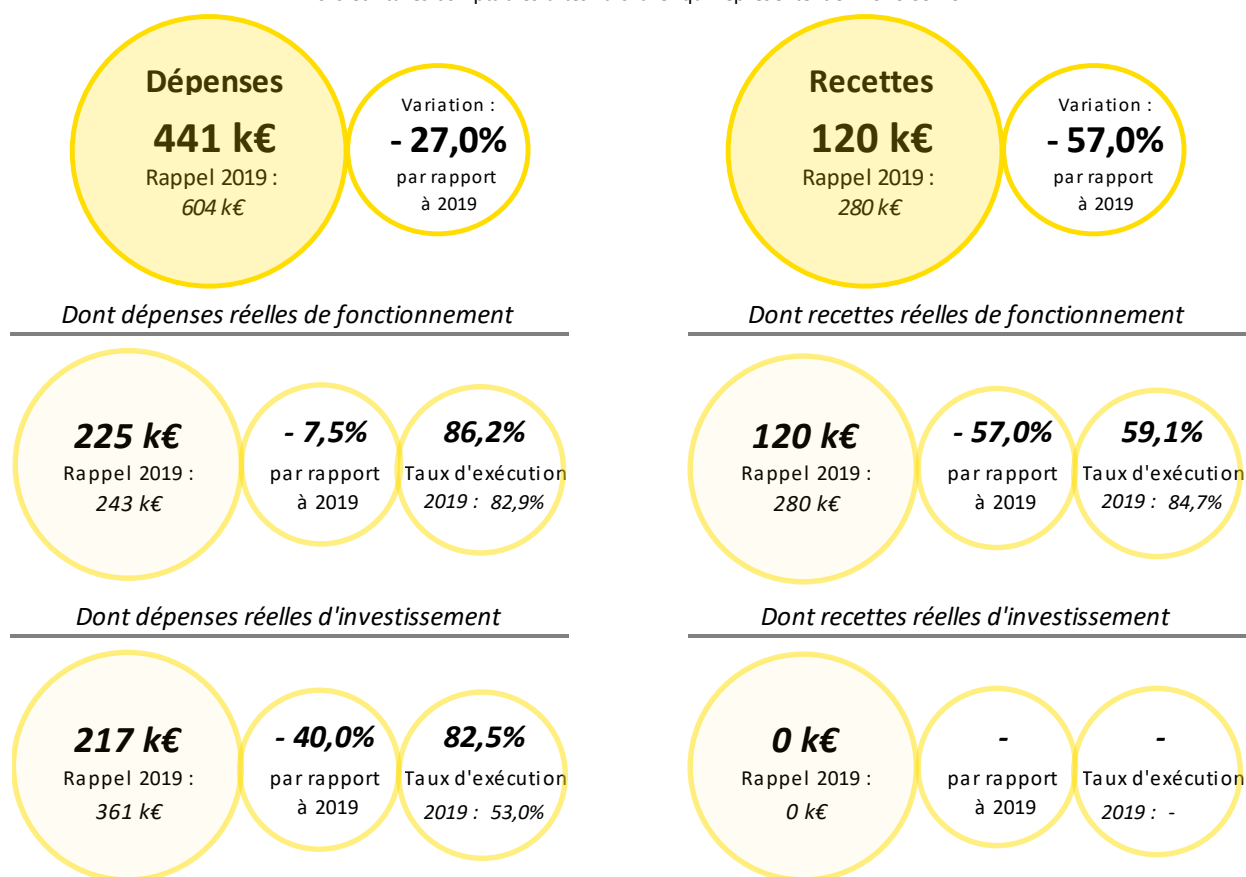 Dépenses
441 k€
Rappel 2019 :
604 k€
Variation :
- 27,0%
par rapport
à 2019
Recettes
120 k€
Rappel 2019 :
280 k€
Variation :
- 57,0%
par rapport
à 2019
Dont dépenses réelles de fonctionnement
225 k€
Rappel 2019 :
243 k€
- 7,5%
par rapport
à 2019
86,2%
Taux d'exécution
2019 : 82,9%
Dont recettes réelles de fonctionnement
120 k€
Rappel 2019 :
280 k€
- 57,0%
par rapport
à 2019
59,1%
Taux d'exécution
2019 : 84,7%
Dont dépenses réelles d'investissement
217 k€
Rappel 2019 :
361 k€
- 40,0%
par rapport
à 2019
82,5%
Taux d'exécution
2019 : 53,0%
Dont recettes réelles d'investissement
0 k€
Rappel 2019 :
0 k€
-
par rapport
à 2019
-
Taux d'exécution
2019 : -